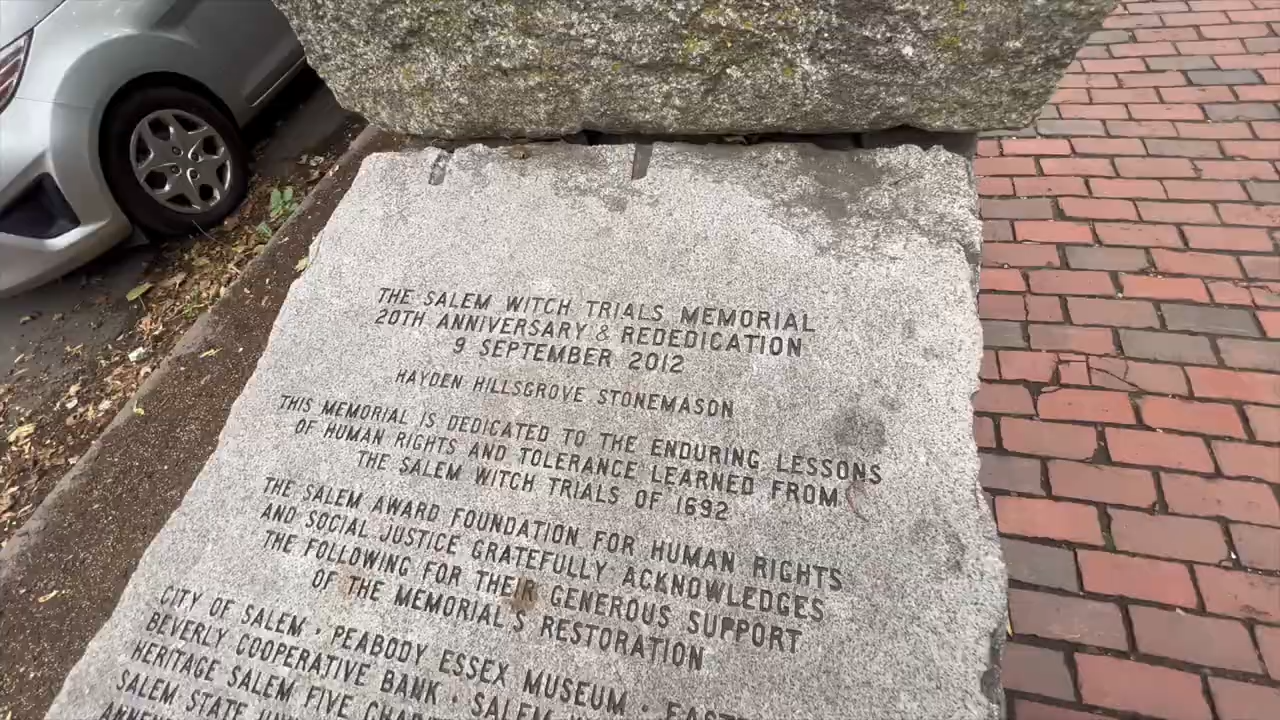 THE SALEM WITCH TRIALS MEMORIAL
20TH ANNIVERSARY & REDEDICATION
9 SEPTEMBER 2012
HAYDEN HILLSGROVE STONEMASON
THIS MEMORIAL IS DEDICATED TO THE ENDURING LESSONS
OF HUMAN RIGHTS AND TOLERANCE LEARNED FROM
THE SALEM WITCH TRIALS OF 1692
THE SALEM AWARD FOUNDATION FOR HUMAN RIGHTS
AND SOCIAL JUSTICE GRATEFULLY ACKNOWLEDGES
THE FOLLOWING FOR THEIR GENEROUS SUPPORT
OF THE MEMORIAL'S RESTORATION
CITY OF SALEM · PEABODY ESSEX MUSEUM ·
BEVERLY COOPERATIVE BANK · SALEM
HERITAGE SALEM FIVE
SALEM STATE